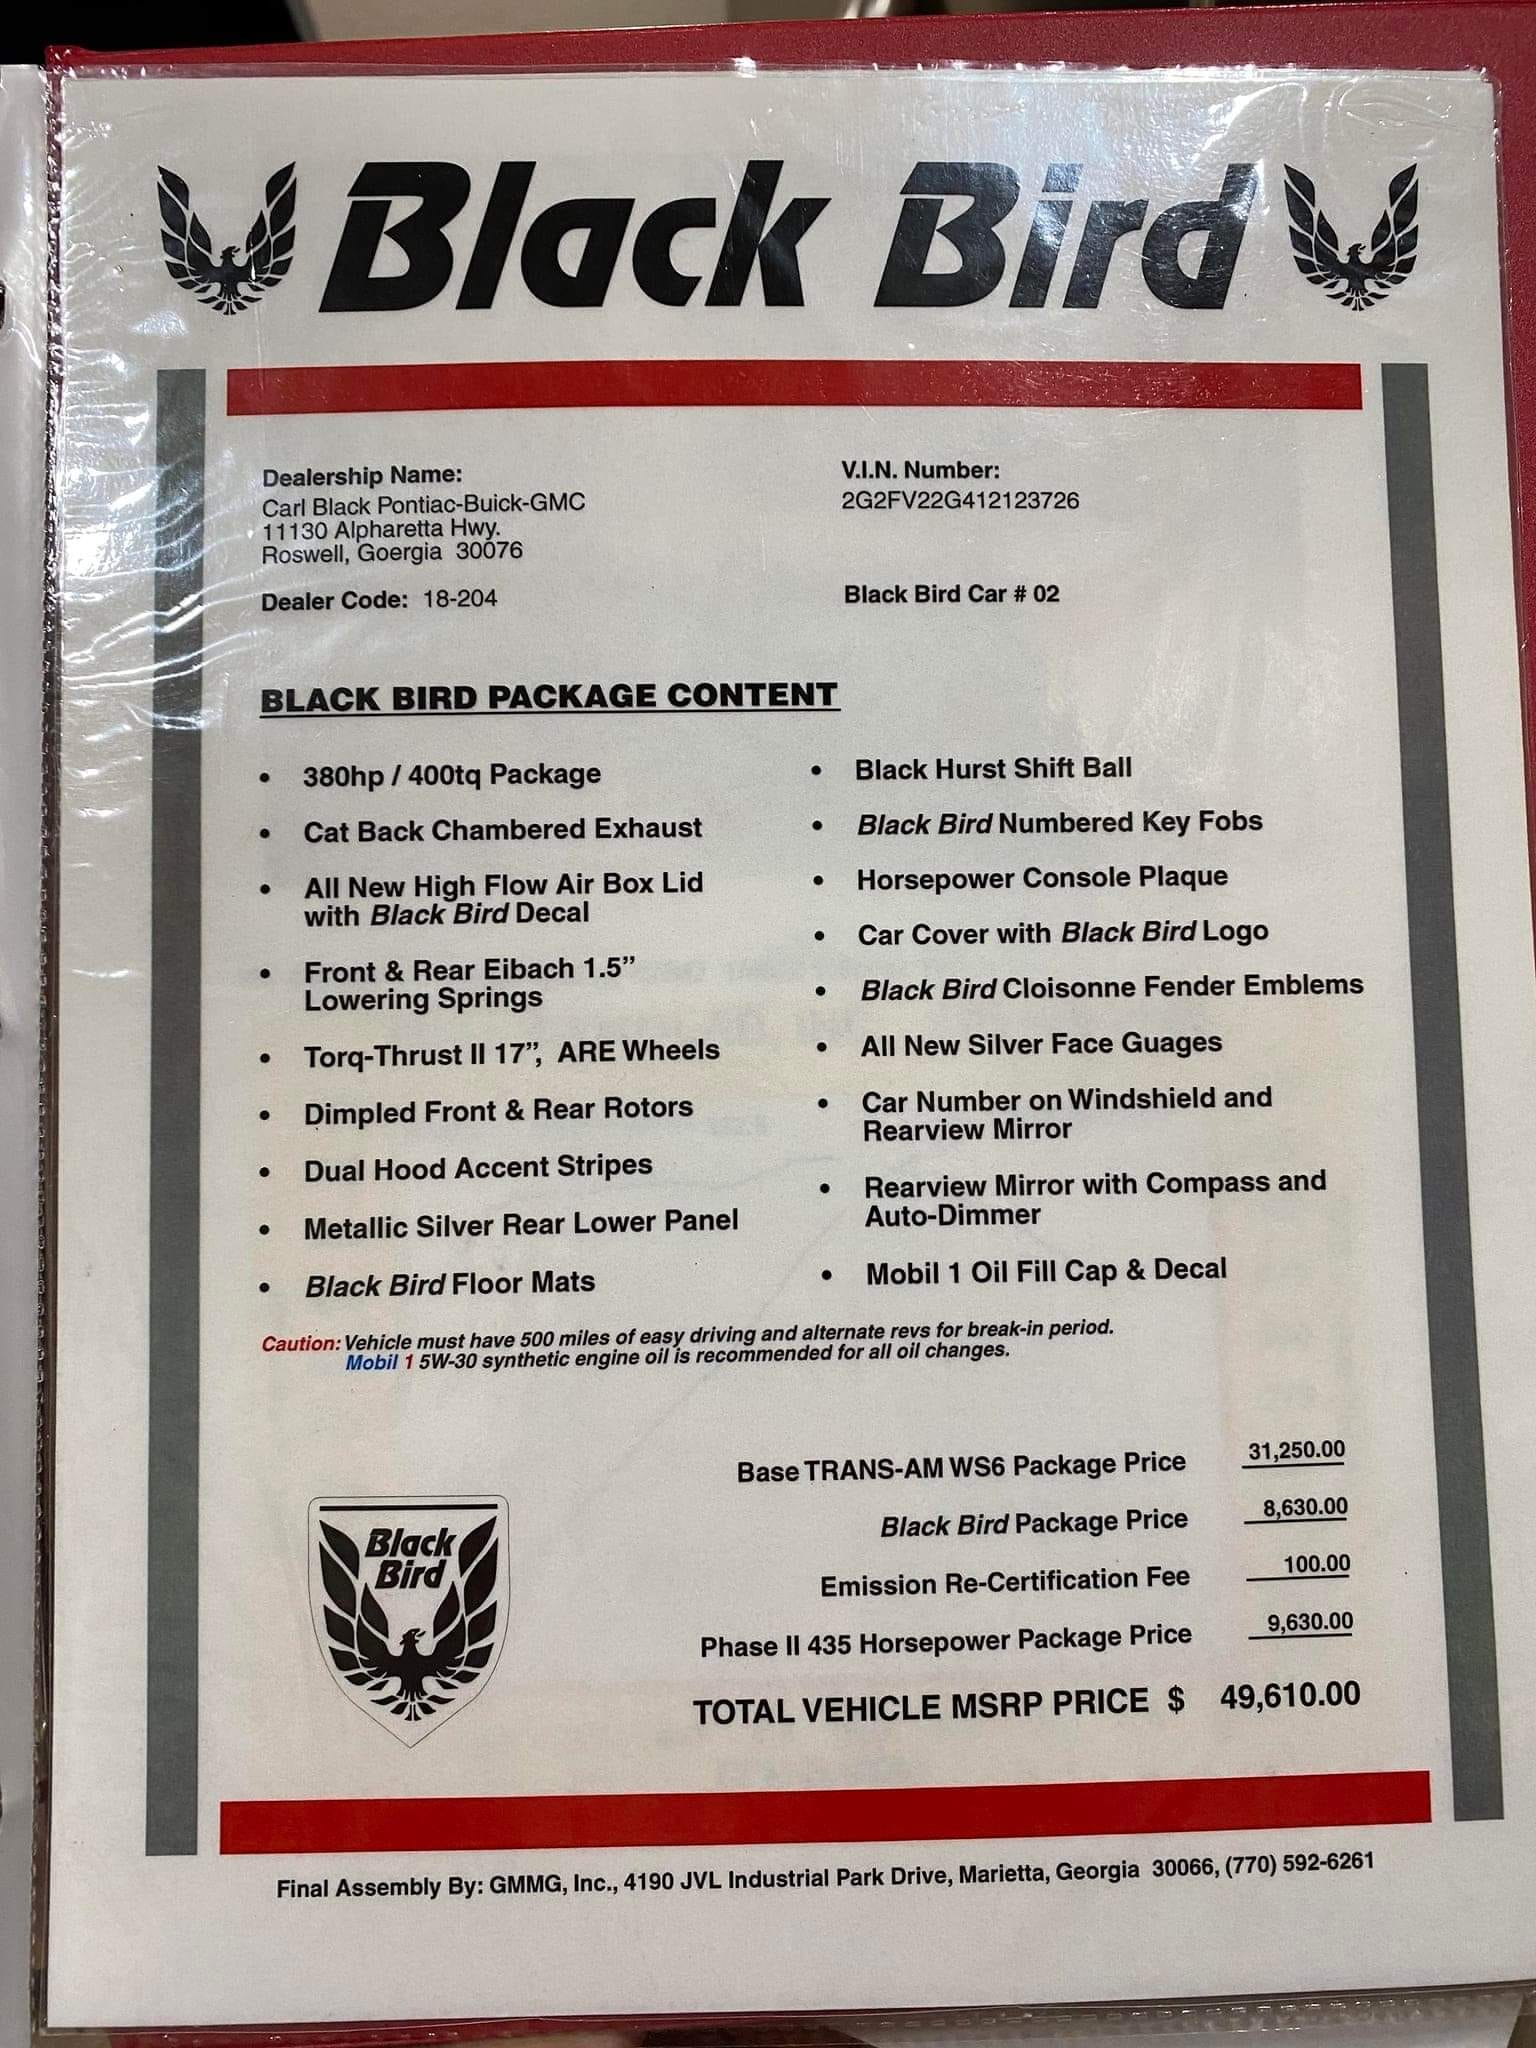 Black Bird
Dealership Name:
Carl Black Pontiac-Buick-GMC
11130 Alpharetta Hwy.
Roswell, Goergia 30076
Dealer Code: 18-204
V.I.N. Number:
2G2FV22G412123726
Black Bird Car # 02
BLACK BIRD PACKAGE CONTENT
• 380hp / 400tq Package
• Cat Back Chambered Exhaust
• All New High Flow Air Box Lid
with Black Bird Decal
• Front & Rear Eibach 1.5”
Lowering Springs
• Torq-Thrust II 17”, ARE Wheels
• Dimpled Front & Rear Rotors
• Dual Hood Accent Stripes
• Metallic Silver Rear Lower Panel
• Black Bird Floor Mats
• Black Hurst Shift Ball
• Black Bird Numbered Key Fobs
• Horsepower Console Plaque
• Car Cover with Black Bird Logo
• Black Bird Cloisonne Fender Emblems
• All New Silver Face Guages
• Car Number on Windshield and
Rearview Mirror
• Rearview Mirror with Compass and
Auto-Dimmer
• Mobil 1 Oil Fill Cap & Decal
Caution: Vehicle must have 500 miles of easy driving and alternate revs for break-in period.
Mobil 1 5W-30 synthetic engine oil is recommended for all oil changes.
Base TRANS-AM WS6 Package Price 31,250.00
Black Bird Package Price 8,630.00
Emission Re-Certification Fee 100.00
Phase II 435 Horsepower Package Price 9,630.00
TOTAL VEHICLE MSRP PRICE $ 49,610.00
Black
Bird
Final Assembly By: GMMG, Inc., 4190 JVL Industrial Park Drive, Marietta, Georgia 30066, (770) 592-6261